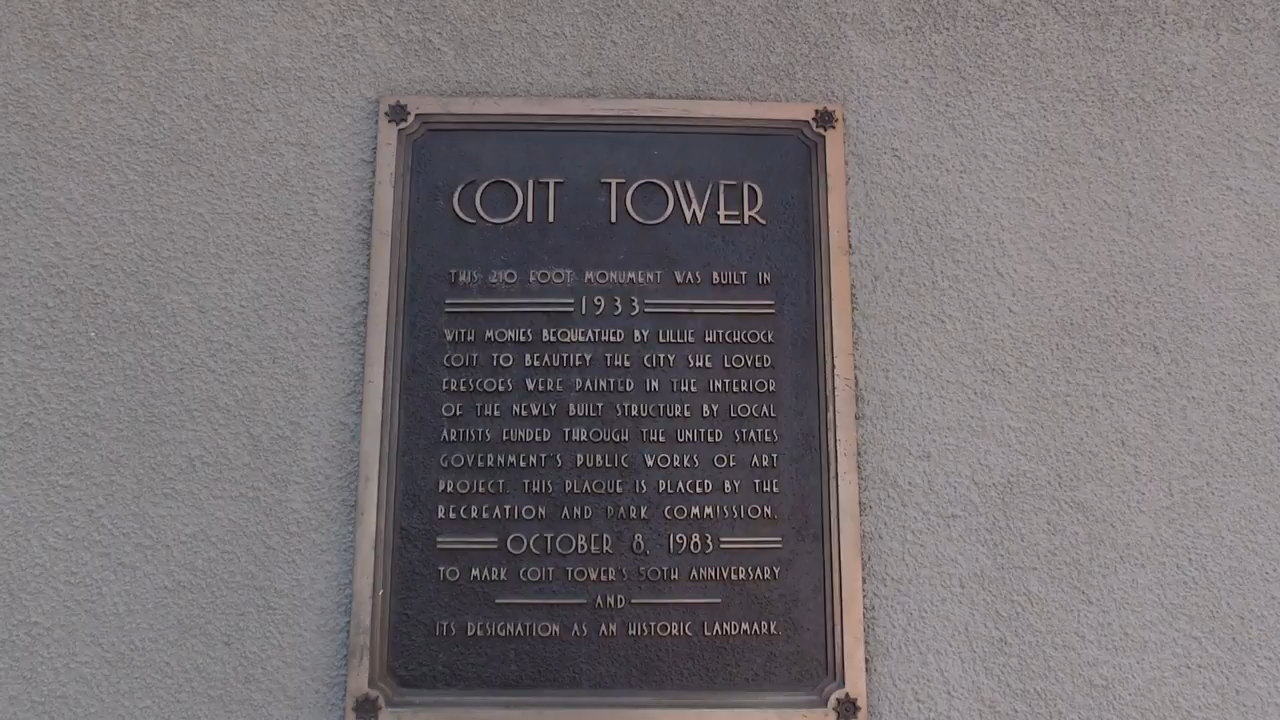 COIT TOWER
THIS 210 FOOT MONUMENT WAS BUILT IN
1933
WITH MONIES BEQUEATHED BY LILLIE HITCHCOCK
COIT TO BEAUTIFY THE CITY SHE LOVED.
FRESCOES WERE PAINTED IN THE INTERIOR
OF THE NEWLY BUILT STRUCTURE BY LOCAL
ARTISTS FUNDED THROUGH THE UNITED STATES
GOVERNMENT'S PUBLIC WORKS OF ART
PROJECT. THIS PLAQUE IS PLACED BY THE
RECREATION AND PARK COMMISSION.
OCTOBER 8, 1983
TO MARK COIT TOWER'S 50TH ANNIVERSARY
AND
ITS DESIGNATION AS AN HISTORIC LANDMARK.